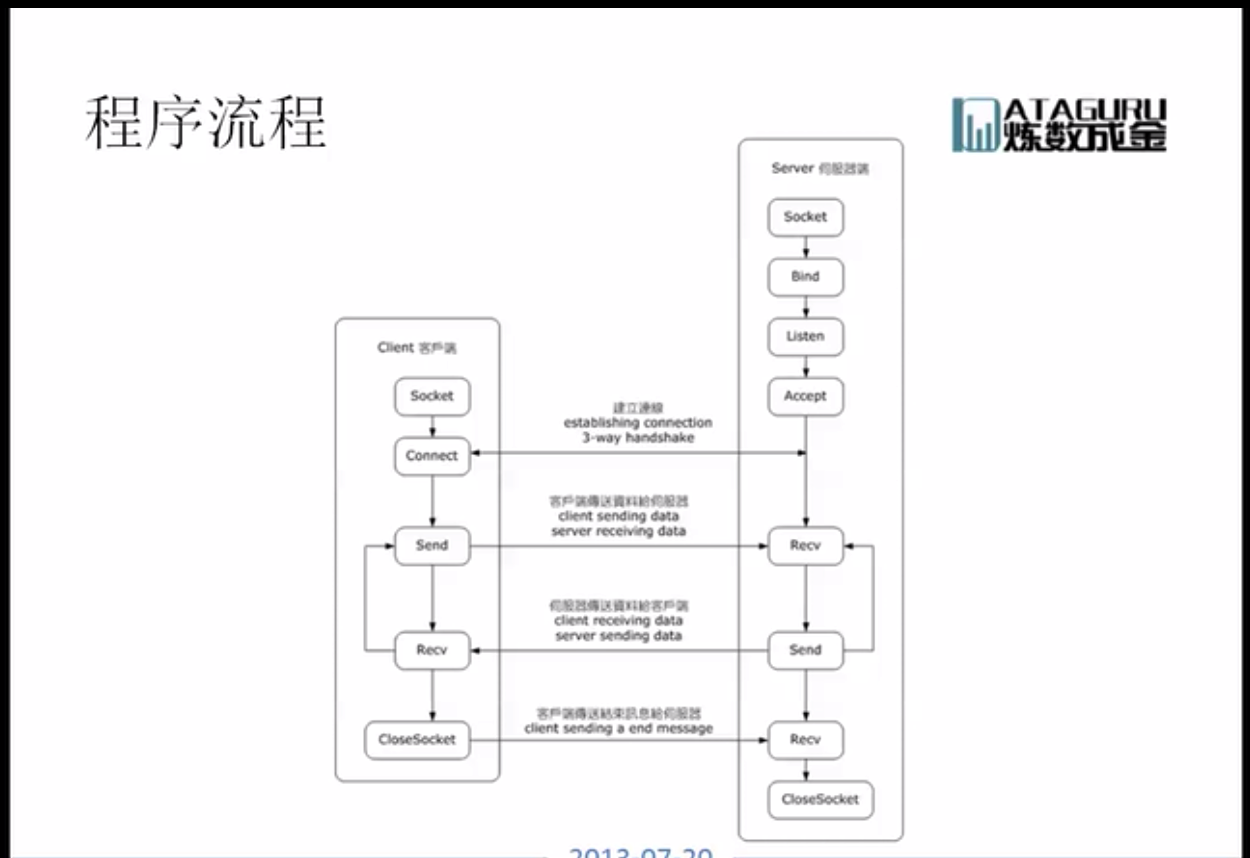 程序流程
DATAGURU
炼数成金
Server 伺服器端
Socket
Bind
Listen
Accept
Client 客戶端
Socket
Connect
建立連線
establishing connection
3-way handshake
客戶端傳送資料給伺服器
client sending data
server receiving data
Send
Recv
伺服器傳送資料給客戶端
client receiving data
server sending data
Recv
Send
客戶端傳送結束訊息給伺服器
client sending a end message
CloseSocket
Recv
CloseSocket
2013-07-20